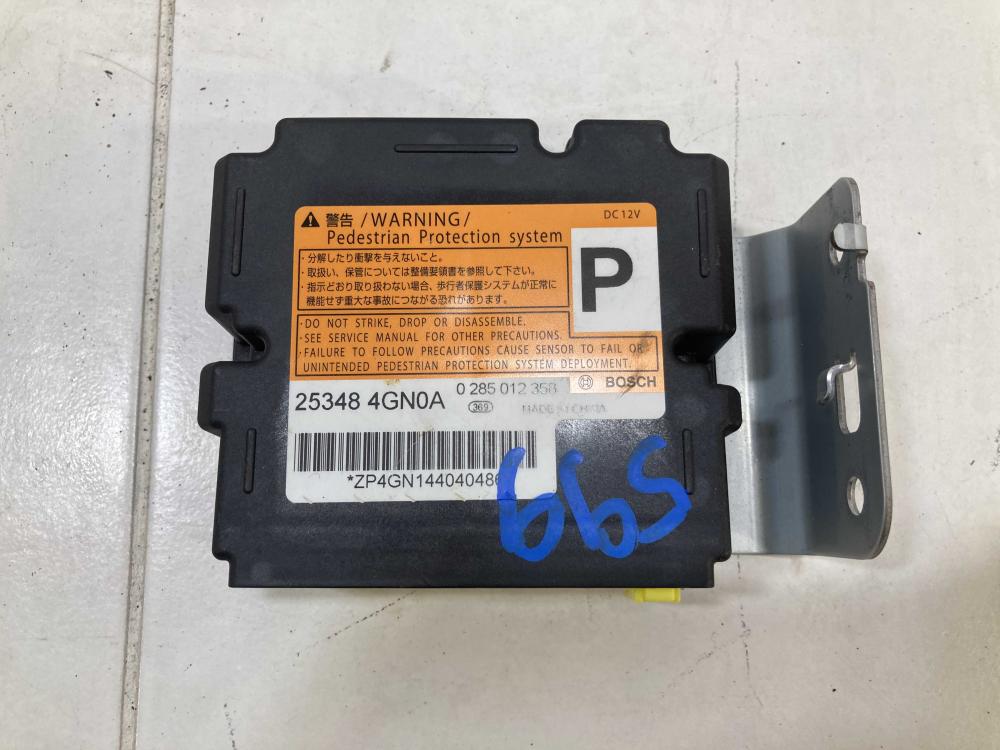 警告 /WARNING/ DC12V
Pedestrian Protection system
P
・分解したり衝撃を与えないこと。
・取扱い、保管については整備要領書を参照して下さい。
・指示どおり取り扱わない場合、歩行者保護システムが正常に
機能せず重大な事故につながる恐れがあります。
・DO NOT STRIKE, DROP OR DISASSEMBLE.
・SEE SERVICE MANUAL FOR OTHER PRECAUTIONS.
・FAILURE TO FOLLOW PRECAUTIONS CAUSE SENSOR TO FAIL OR
UNINTENDED PEDESTRIAN PROTECTION SYSTEM DEPLOYMENT.
BOSCH
25348 4GN0A 0 285 012 358
369 MADE IN CHINA
*ZP4GN14404048
599